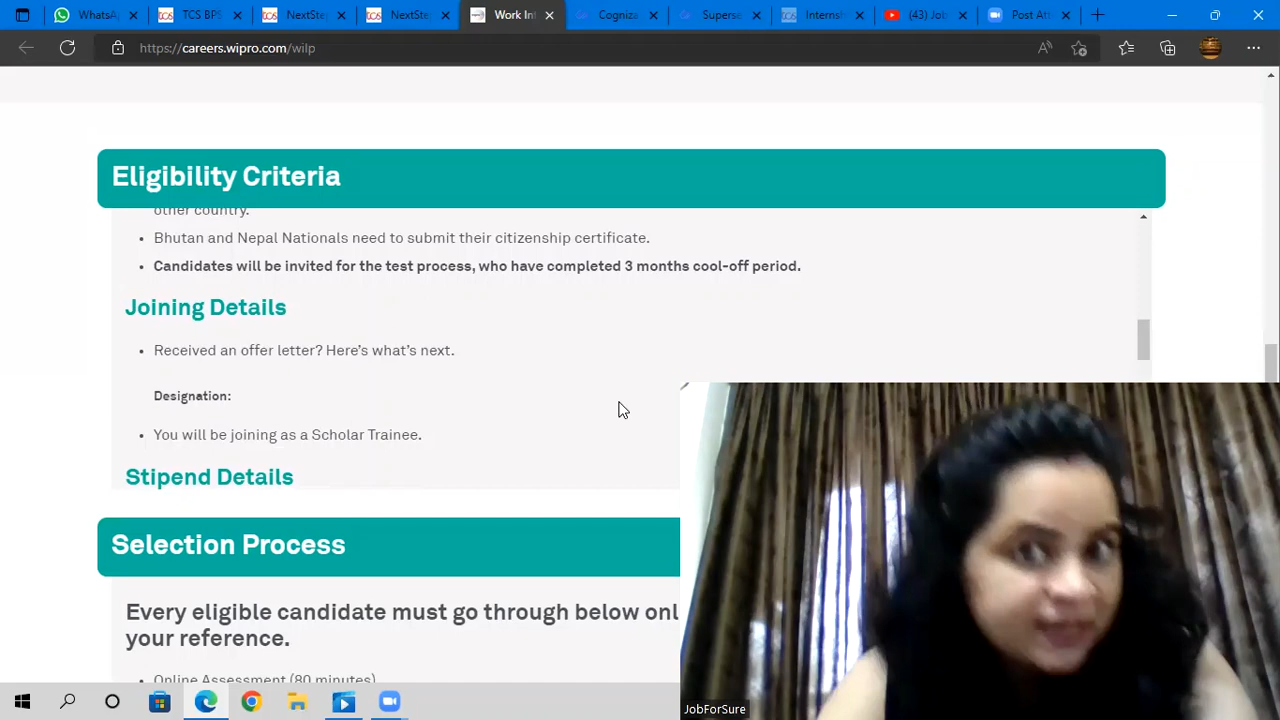 WhatsA
TCS BPS
NextSte
NextSte
Work Int
Cogniza
Superse
Interns
(43) Jo
Post At
https://careers.wipro.com/wilp
Eligibility Criteria
other country.
Bhutan and Nepal Nationals need to submit their citizenship certificate.
Candidates will be invited for the test process, who have completed 3 months cool-off period.
Joining Details
Received an offer letter? Here's what's next.
Designation:
You will be joining as a Scholar Trainee.
Stipend Details
Selection Process
Every eligible candidate must go through below onl
your reference.
Online Assessment (80 minutes)
JobForSure